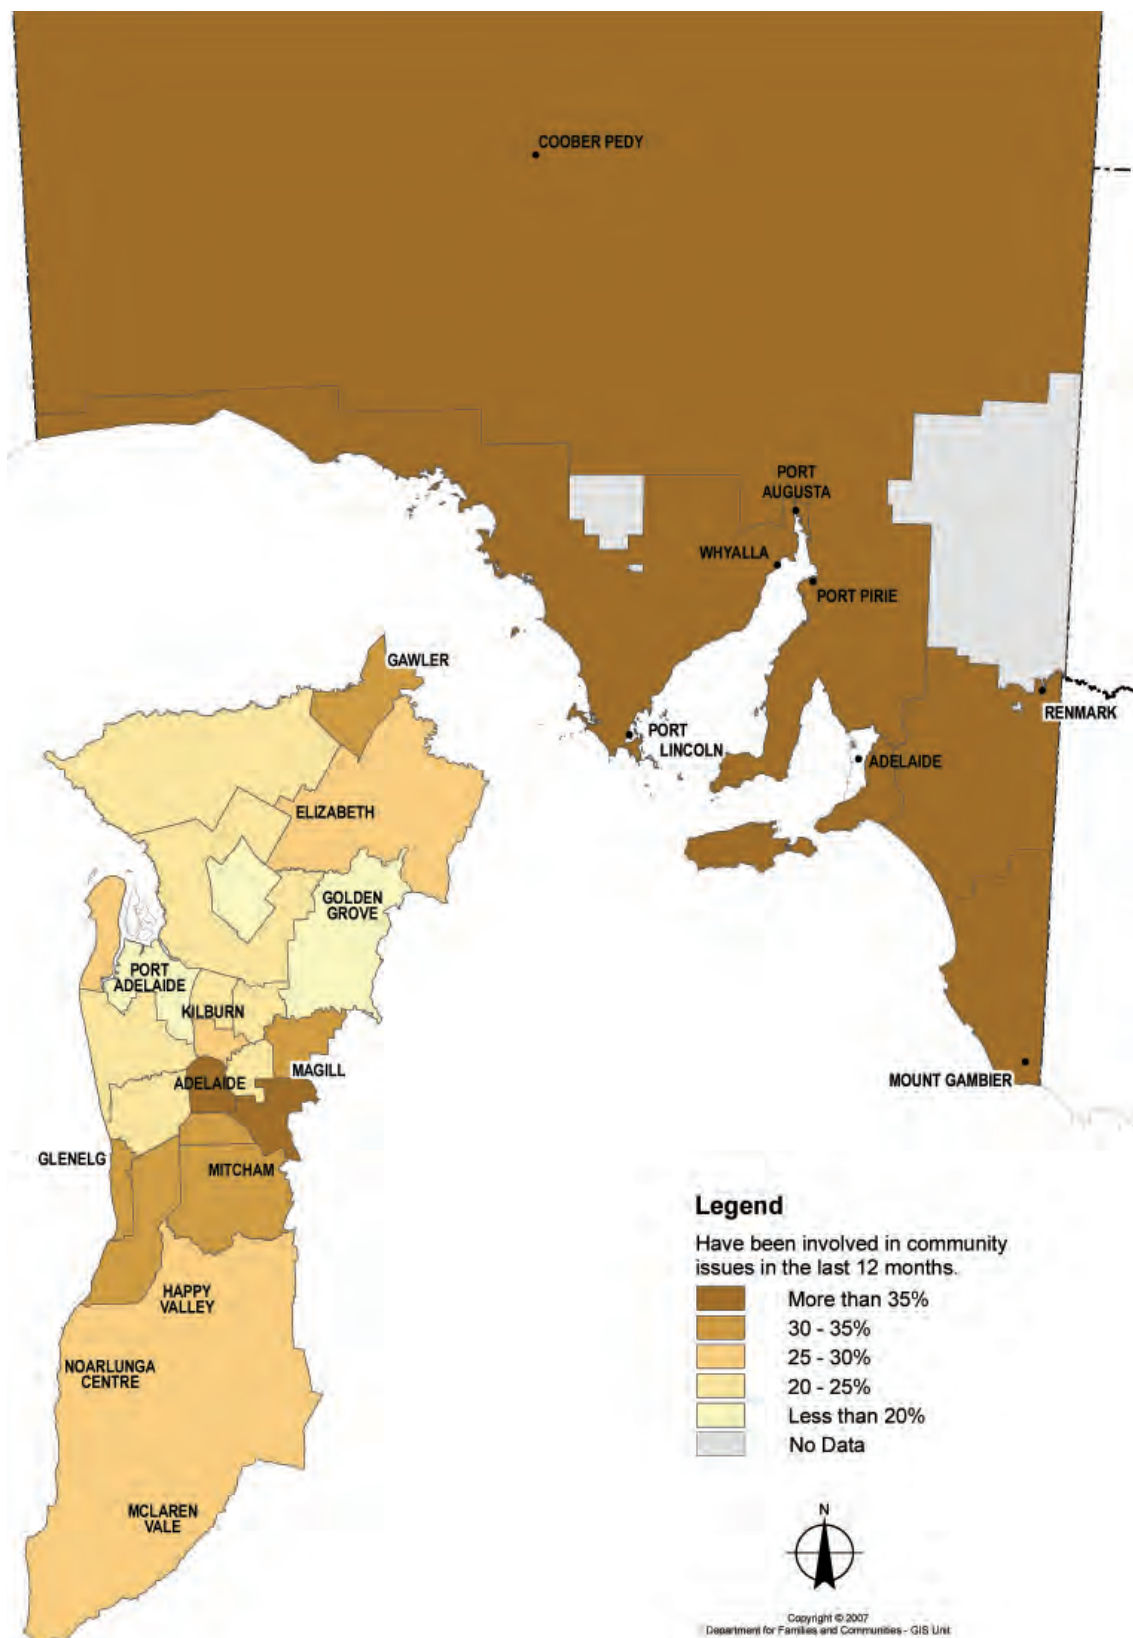 COOBER PEDY
PORT
AUGUSTA
WHYALLA
PORT PIRIE
GAWLER
RENMARK
PORT
LINCOLN
ADELAIDE
ELIZABETH
GOLDEN
GROVE
PORT
ADELAIDE
KILBURN
MAGILL
ADELAIDE
MOUNT GAMBIER
GLENELG
MITCHAM
HAPPY
VALLEY
NOARLUNGA
CENTRE
MCLAREN
VALE
Legend
Have been involved in community
issues in the last 12 months.
More than 35%
30 - 35%
25 - 30%
20 - 25%
Less than 20%
No Data
N
Copyright © 2007
Department for Families and Communities - GIS Unit